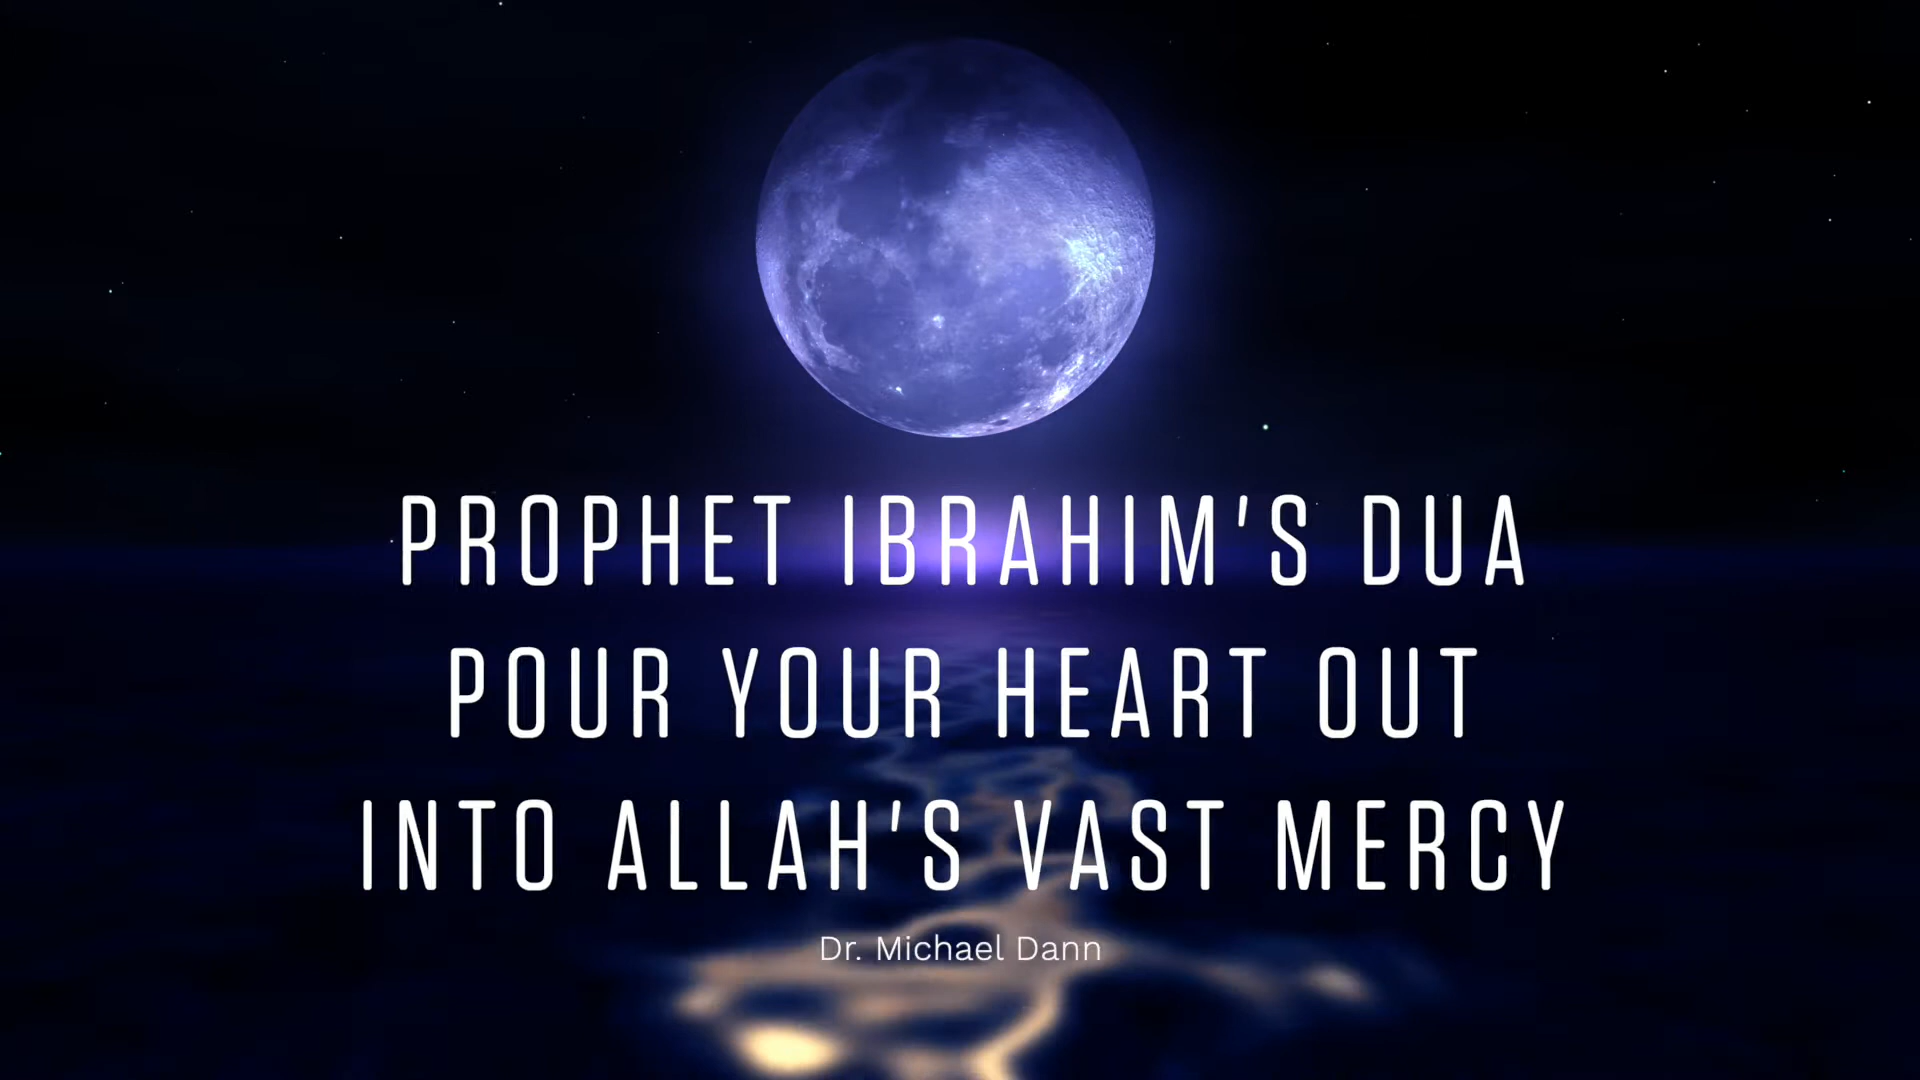 PROPHET IBRAHIM'S DUA
POUR YOUR HEART OUT
INTO ALLAH'S VAST MERCY
Dr. Michael Dann